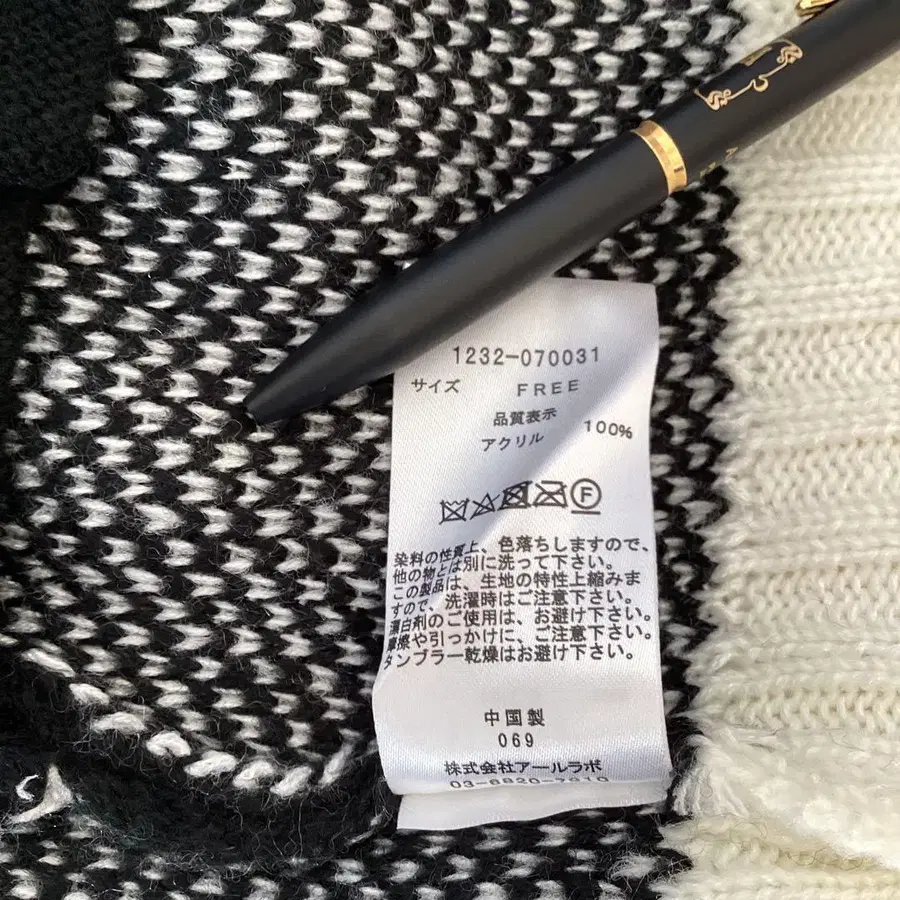 1232-070031
サイズ FREE
品質表示
アクリル 100%
F
染料の性質上、色落ちしますので、
他の物とは別に洗って下さい。
この製品は、生地の特性上縮みま
すので、洗濯時はご注意下さい。
漂白剤のご使用は、お避け下さい。
摩擦や引っかけに、ご注意下さい。
タンブラー乾燥はお避け下さい。
中国製
069
株式会社アールラボ
03-6820-7810